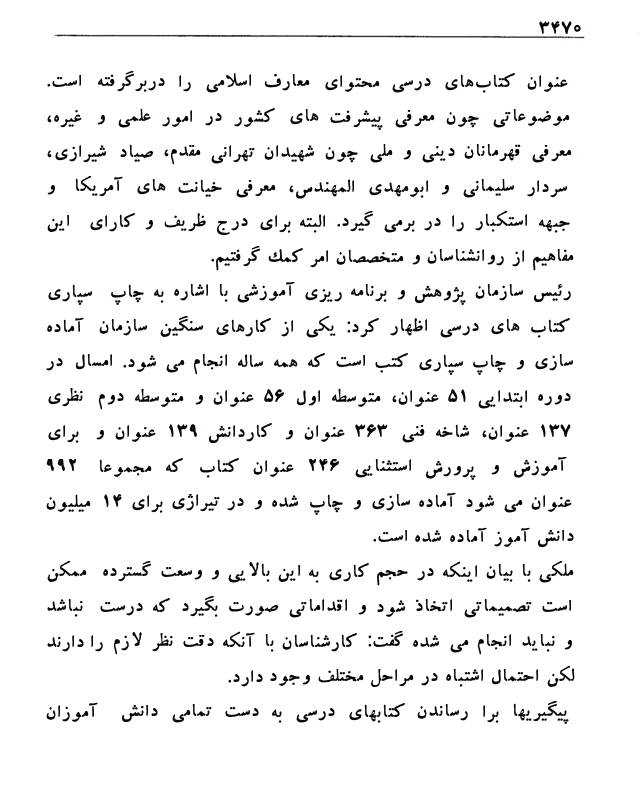 ۳۴۷۰
عنوان کتاب‌های درسی محتوای معارف اسلامی را دربرگرفته است.
موضوعاتی چون معرفی پیشرفت های کشور در امور علمی و غیره،
معرفی قهرمانان دینی و ملی چون شهیدان تهرانی مقدم، صیاد شیرازی،
سردار سلیمانی و ابومهدی المهندس، معرفی خیانت های آمریکا و
جبهه استکبار را در برمی گیرد. البته برای درج ظریف و کارای این
مفاهیم از روانشناسان و متخصصان امر کمك گرفتیم.
رئیس سازمان پژوهش و برنامه ریزی آموزشی با اشاره به چاپ سپاری
کتاب های درسی اظهار کرد: یکی از کارهای سنگین سازمان آماده
سازی و چاپ سپاری کتب است که همه ساله انجام می شود. امسال در
دوره ابتدایی ۵۱ عنوان، متوسطه اول ۵۶ عنوان و متوسطه دوم نظری
۱۳۷ عنوان، شاخه فنی ۳۶۳ عنوان و کاردانش ۱۳۹ عنوان و برای
آموزش و پرورش استثنایی ۲۴۶ عنوان کتاب که مجموعا ۹۹۲
عنوان می شود آماده سازی و چاپ شده و در تیراژی برای ۱۴ میلیون
دانش آموز آماده شده است.
ملکی با بیان اینکه در حجم کاری به این بالایی و وسعت گسترده ممکن
است تصمیماتی اتخاذ شود و اقداماتی صورت بگیرد که درست نباشد
و نباید انجام می شده گفت: کارشناسان با آنکه دقت نظر لازم را دارند
لکن احتمال اشتباه در مراحل مختلف وجود دارد.
پیگیریها برا رساندن کتابهای درسی به دست تمامی دانش آموزان